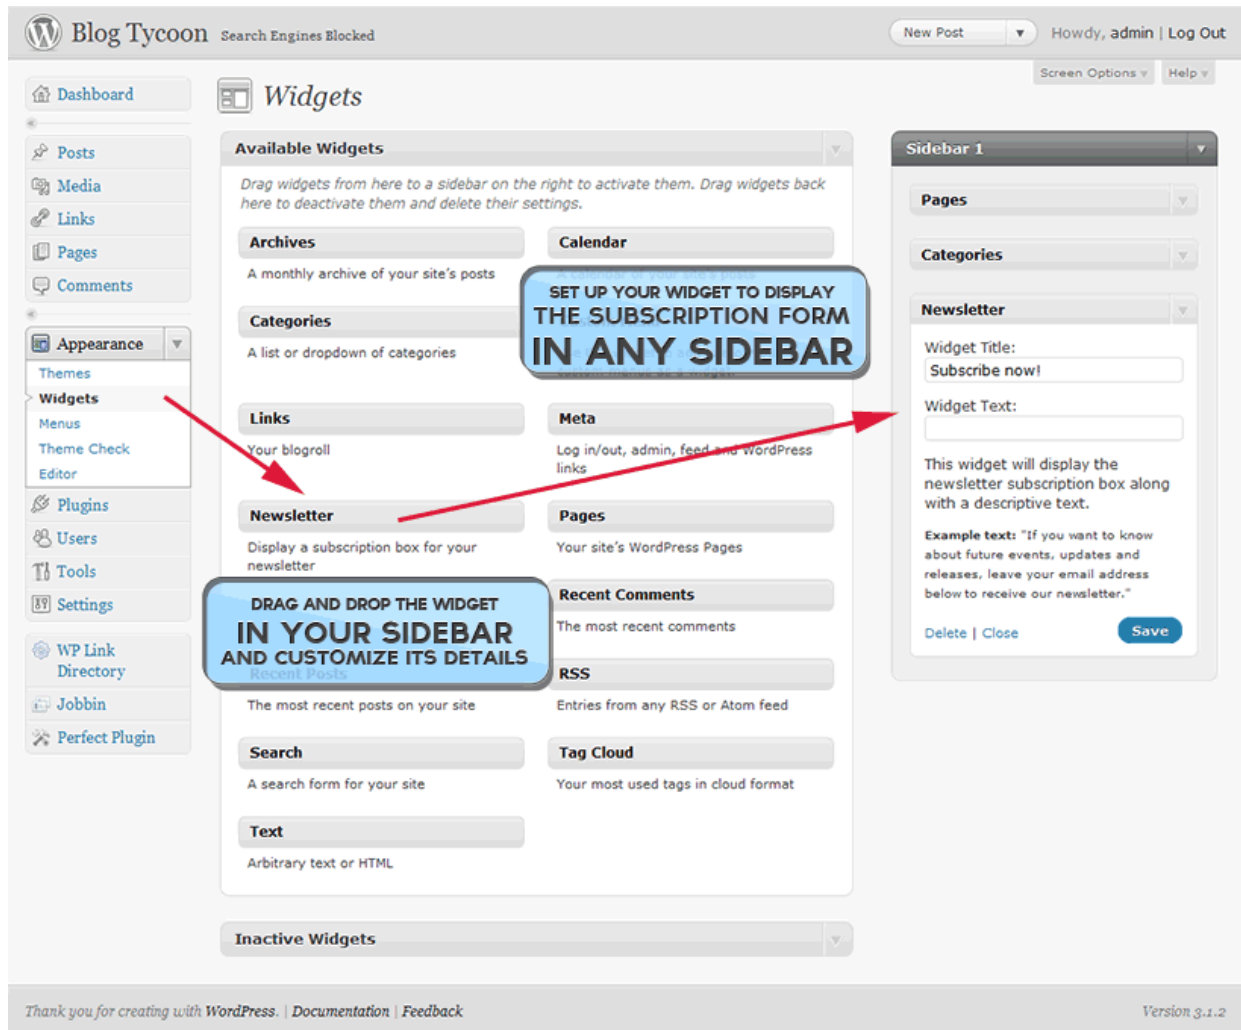 Blog Tycoon Search Engines Blocked
New Post
Howdy, admin | Log Out
Screen Options
Help
Dashboard
Posts
Media
Links
Pages
Comments
Appearance
Themes
Widgets
Menus
Theme Check
Editor
Plugins
Users
Tools
Settings
WP Link
Directory
Jobbin
Perfect Plugin
Widgets
Available Widgets
Drag widgets from here to a sidebar on the right to activate them. Drag widgets back
here to deactivate them and delete their settings.
Archives
A monthly archive of your site's posts
Calendar
A calendar of your site's posts
SET UP YOUR WIDGET TO DISPLAY
THE SUBSCRIPTION FORM
IN ANY SIDEBAR
Categories
A list or dropdown of categories
Links
Your blogroll
Meta
Log in/out, admin, feed and WordPress
links
Newsletter
Display a subscription box for your
newsletter
Pages
Your site's WordPress Pages
DRAG AND DROP THE WIDGET
IN YOUR SIDEBAR
AND CUSTOMIZE ITS DETAILS
Recent Comments
The most recent comments
Recent Posts
The most recent posts on your site
RSS
Entries from any RSS or Atom feed
Search
A search form for your site
Tag Cloud
Your most used tags in cloud format
Text
Arbitrary text or HTML
Inactive Widgets
Sidebar 1
Pages
Categories
Newsletter
Widget Title:
Subscribe now!
Widget Text:
This widget will display the
newsletter subscription box along
with a descriptive text.
Example text: "If you want to know
about future events, updates and
releases, leave your email address
below to receive our newsletter."
Delete | Close
Save
Thank you for creating with WordPress. | Documentation | Feedback
Version 3.1.2